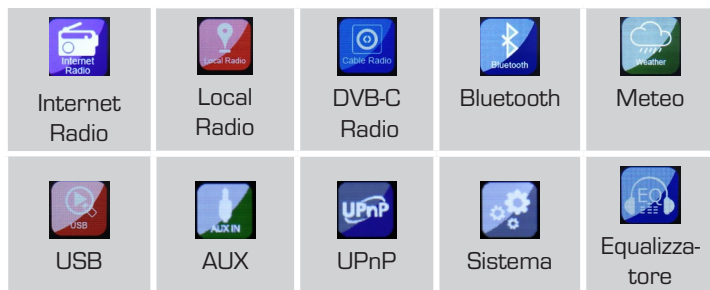 Internet
Radio
Local Radio
Cable Radio
Bluetooth
Weather
Internet
Radio
Local
Radio
DVB-C
Radio
Bluetooth
Meteo
USB
AUX IN
UPnP
EQ
USB
AUX
UPnP
Sistema
Equalizza-
tore